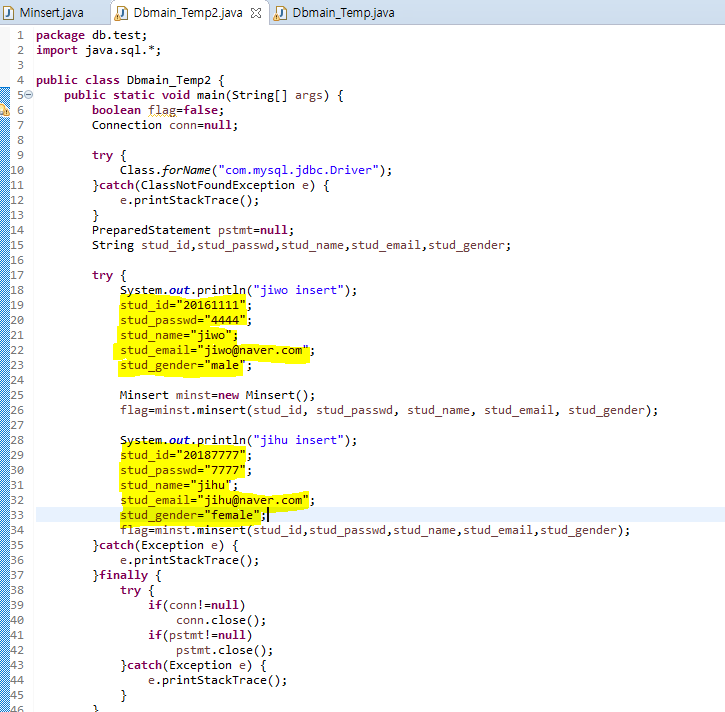 Minsert.java Dbmain_Temp2.java Dbmain_Temp.java
1 package db.test;
2 import java.sql.*;
3
4 public class Dbmain_Temp2 {
5 public static void main(String[] args) {
6 boolean flag=false;
7 Connection conn=null;
8
9 try {
10 Class.forName("com.mysql.jdbc.Driver");
11 }catch(ClassNotFoundException e) {
12 e.printStackTrace();
13 }
14 PreparedStatement pstmt=null;
15 String stud_id,stud_passwd,stud_name,stud_email,stud_gender;
16
17 try {
18 System.out.println("jiwo insert");
19 stud_id="20161111";
20 stud_passwd="4444";
21 stud_name="jiwo";
22 stud_email="jiwo@naver.com";
23 stud_gender="male";
24
25 Minsert minst=new Minsert();
26 flag=minst.minsert(stud_id, stud_passwd, stud_name, stud_email, stud_gender);
27
28 System.out.println("jihu insert");
29 stud_id="20187777";
30 stud_passwd="7777";
31 stud_name="jihu";
32 stud_email="jihu@naver.com";
33 stud_gender="female";
34 flag=minst.minsert(stud_id,stud_passwd,stud_name,stud_email,stud_gender);
35 }catch(Exception e) {
36 e.printStackTrace();
37 }finally {
38 try {
39 if(conn!=null)
40 conn.close();
41 if(pstmt!=null)
42 pstmt.close();
43 }catch(Exception e) {
44 e.printStackTrace();
45 }
46 }